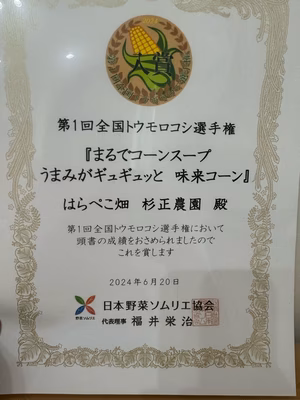 大賞
第1回全国トウモロコシ選手権
『まるでコーンスープ
うまみがギュギュッと 味来コーン』
はらぺこ畑 杉正農園 殿
第1回全国トウモロコシ選手権において
頭書の成績をおさめられましたので
これを賞します
2024年6月20日
野菜ソムリエ
日本野菜ソムリエ協会
代表理事 福井栄治